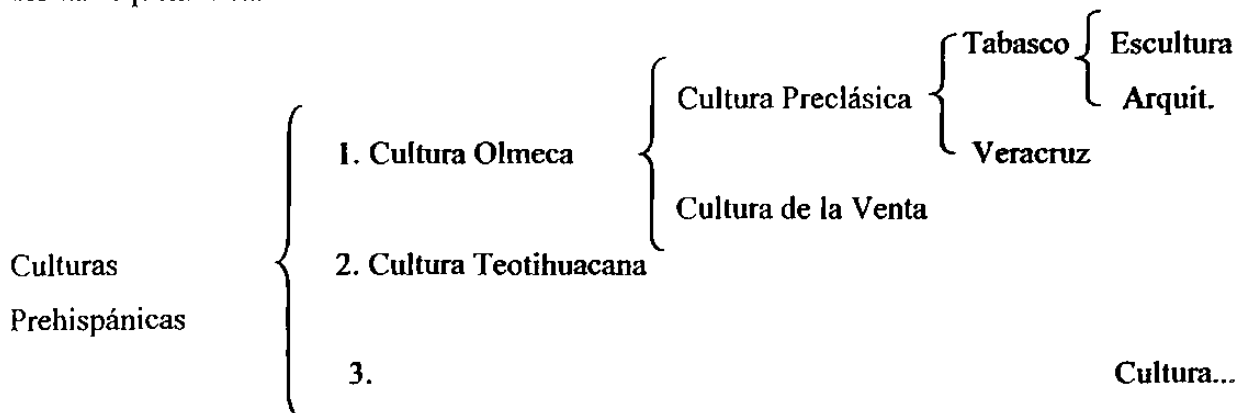 Tabasco Escultura
Cultura Preclásica Arquit.
1. Cultura Olmeca Veracruz
Cultura de la Venta
Culturas 2. Cultura Teotihuacana
Prehispánicas
3. Cultura...